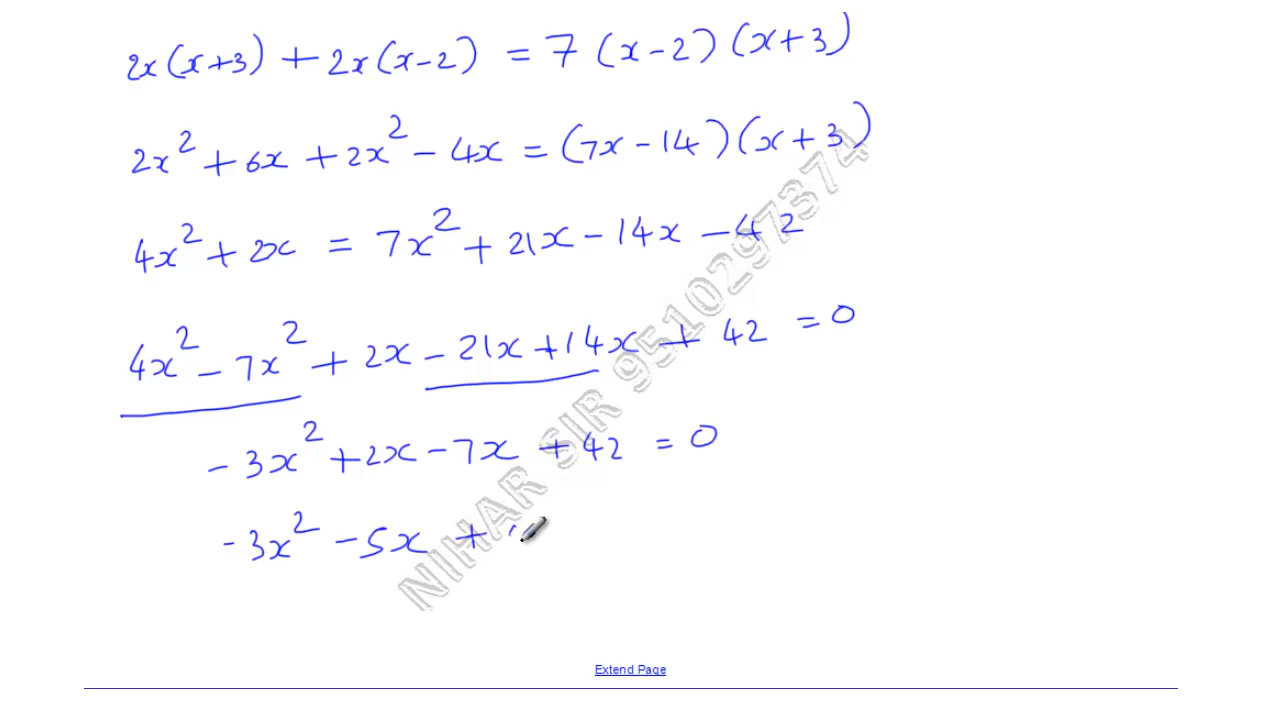 2x(x+3) + 2x(x-2) = 7 (x-2) (x+3)
2x² + 6x + 2x² - 4x = (7x - 14) (x+3)
4x² + 2x = 7x² + 21x - 14x - 42
4x² - 7x² + 2x - 21x + 14x + 42 = 0
- 3x² + 2x - 7x + 42 = 0
- 3x² - 5x +
NIHAR SIR 9510297374
Extend Page